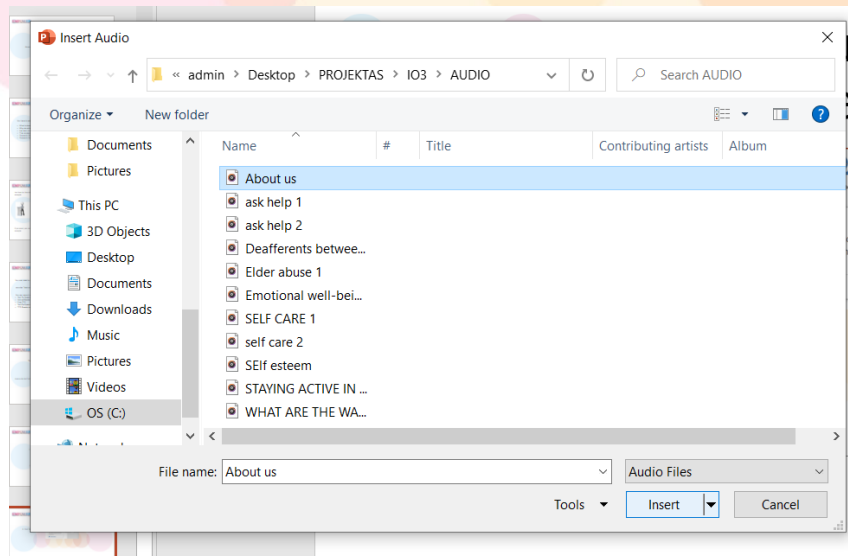 Insert Audio
« admin > Desktop > PROJEKTAS > IO3 > AUDIO
Search AUDIO
Organize
New folder
?
Documents
Pictures
This PC
3D Objects
Desktop
Documents
Downloads
Music
Pictures
Videos
OS (C:)
Name # Title Contributing artists Album
About us
ask help 1
ask help 2
Deafferents betwee...
Elder abuse 1
Emotional well-bei...
SELF CARE 1
self care 2
SElf esteem
STAYING ACTIVE IN ...
WHAT ARE THE WA...
File name: About us
Audio Files
Tools
Insert
Cancel